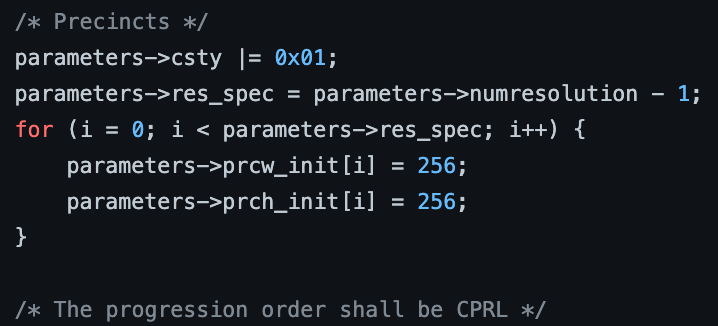 /* Precincts */
parameters->csty |= 0x01;
parameters->res_spec = parameters->numresolution - 1;
for (i = 0; i < parameters->res_spec; i++) {
    parameters->prcw_init[i] = 256;
    parameters->prch_init[i] = 256;
}
/* The progression order shall be CPRL */